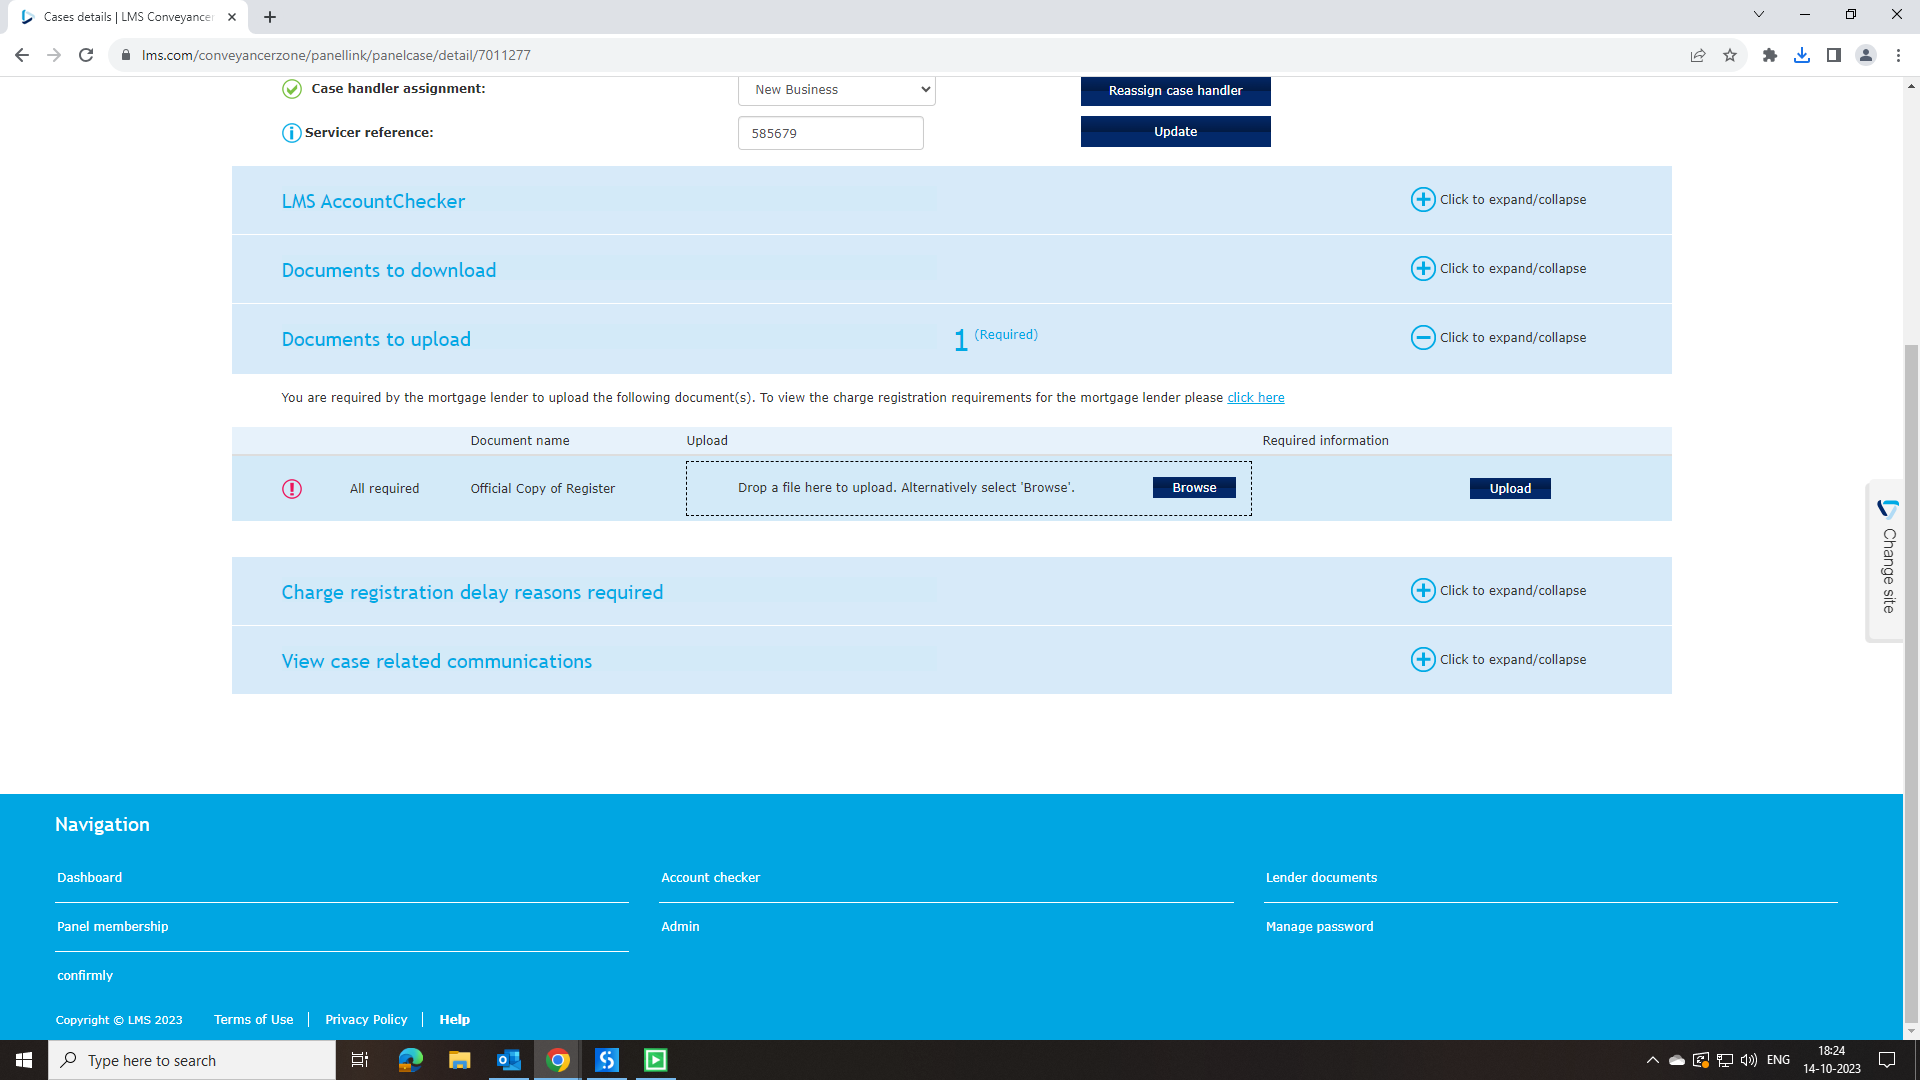 Cases details | LMS Conveyancer
lms.com/conveyancerzone/panellink/panelcase/detail/7011277
Case handler assignment:
New Business
Reassign case handler
Servicer reference:
585679
Update
LMS AccountChecker
Click to expand/collapse
Documents to download
Click to expand/collapse
Documents to upload
1 (Required)
Click to expand/collapse
You are required by the mortgage lender to upload the following document(s). To view the charge registration requirements for the mortgage lender please click here
Document name Upload Required information
All required Official Copy of Register Drop a file here to upload. Alternatively select 'Browse'. Browse Upload
Change site
Charge registration delay reasons required
Click to expand/collapse
View case related communications
Click to expand/collapse
Navigation
Dashboard Account checker Lender documents
Panel membership Admin Manage password
confirmly
Copyright © LMS 2023 Terms of Use Privacy Policy Help
Type here to search
ENG
18:24
14-10-2023